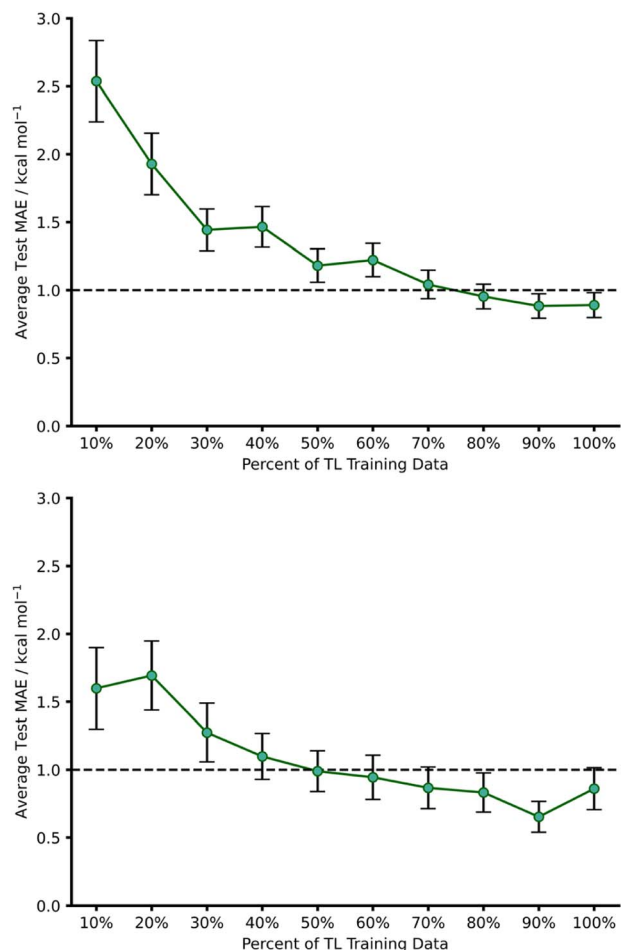 3.0
2.5
2.0
1.5
1.0
0.5
0.0
Average Test MAE / kcal mol⁻¹
10% 20% 30% 40% 50% 60% 70% 80% 90% 100%
Percent of TL Training Data
3.0
2.5
2.0
1.5
1.0
0.5
0.0
Average Test MAE / kcal mol⁻¹
10% 20% 30% 40% 50% 60% 70% 80% 90% 100%
Percent of TL Training Data